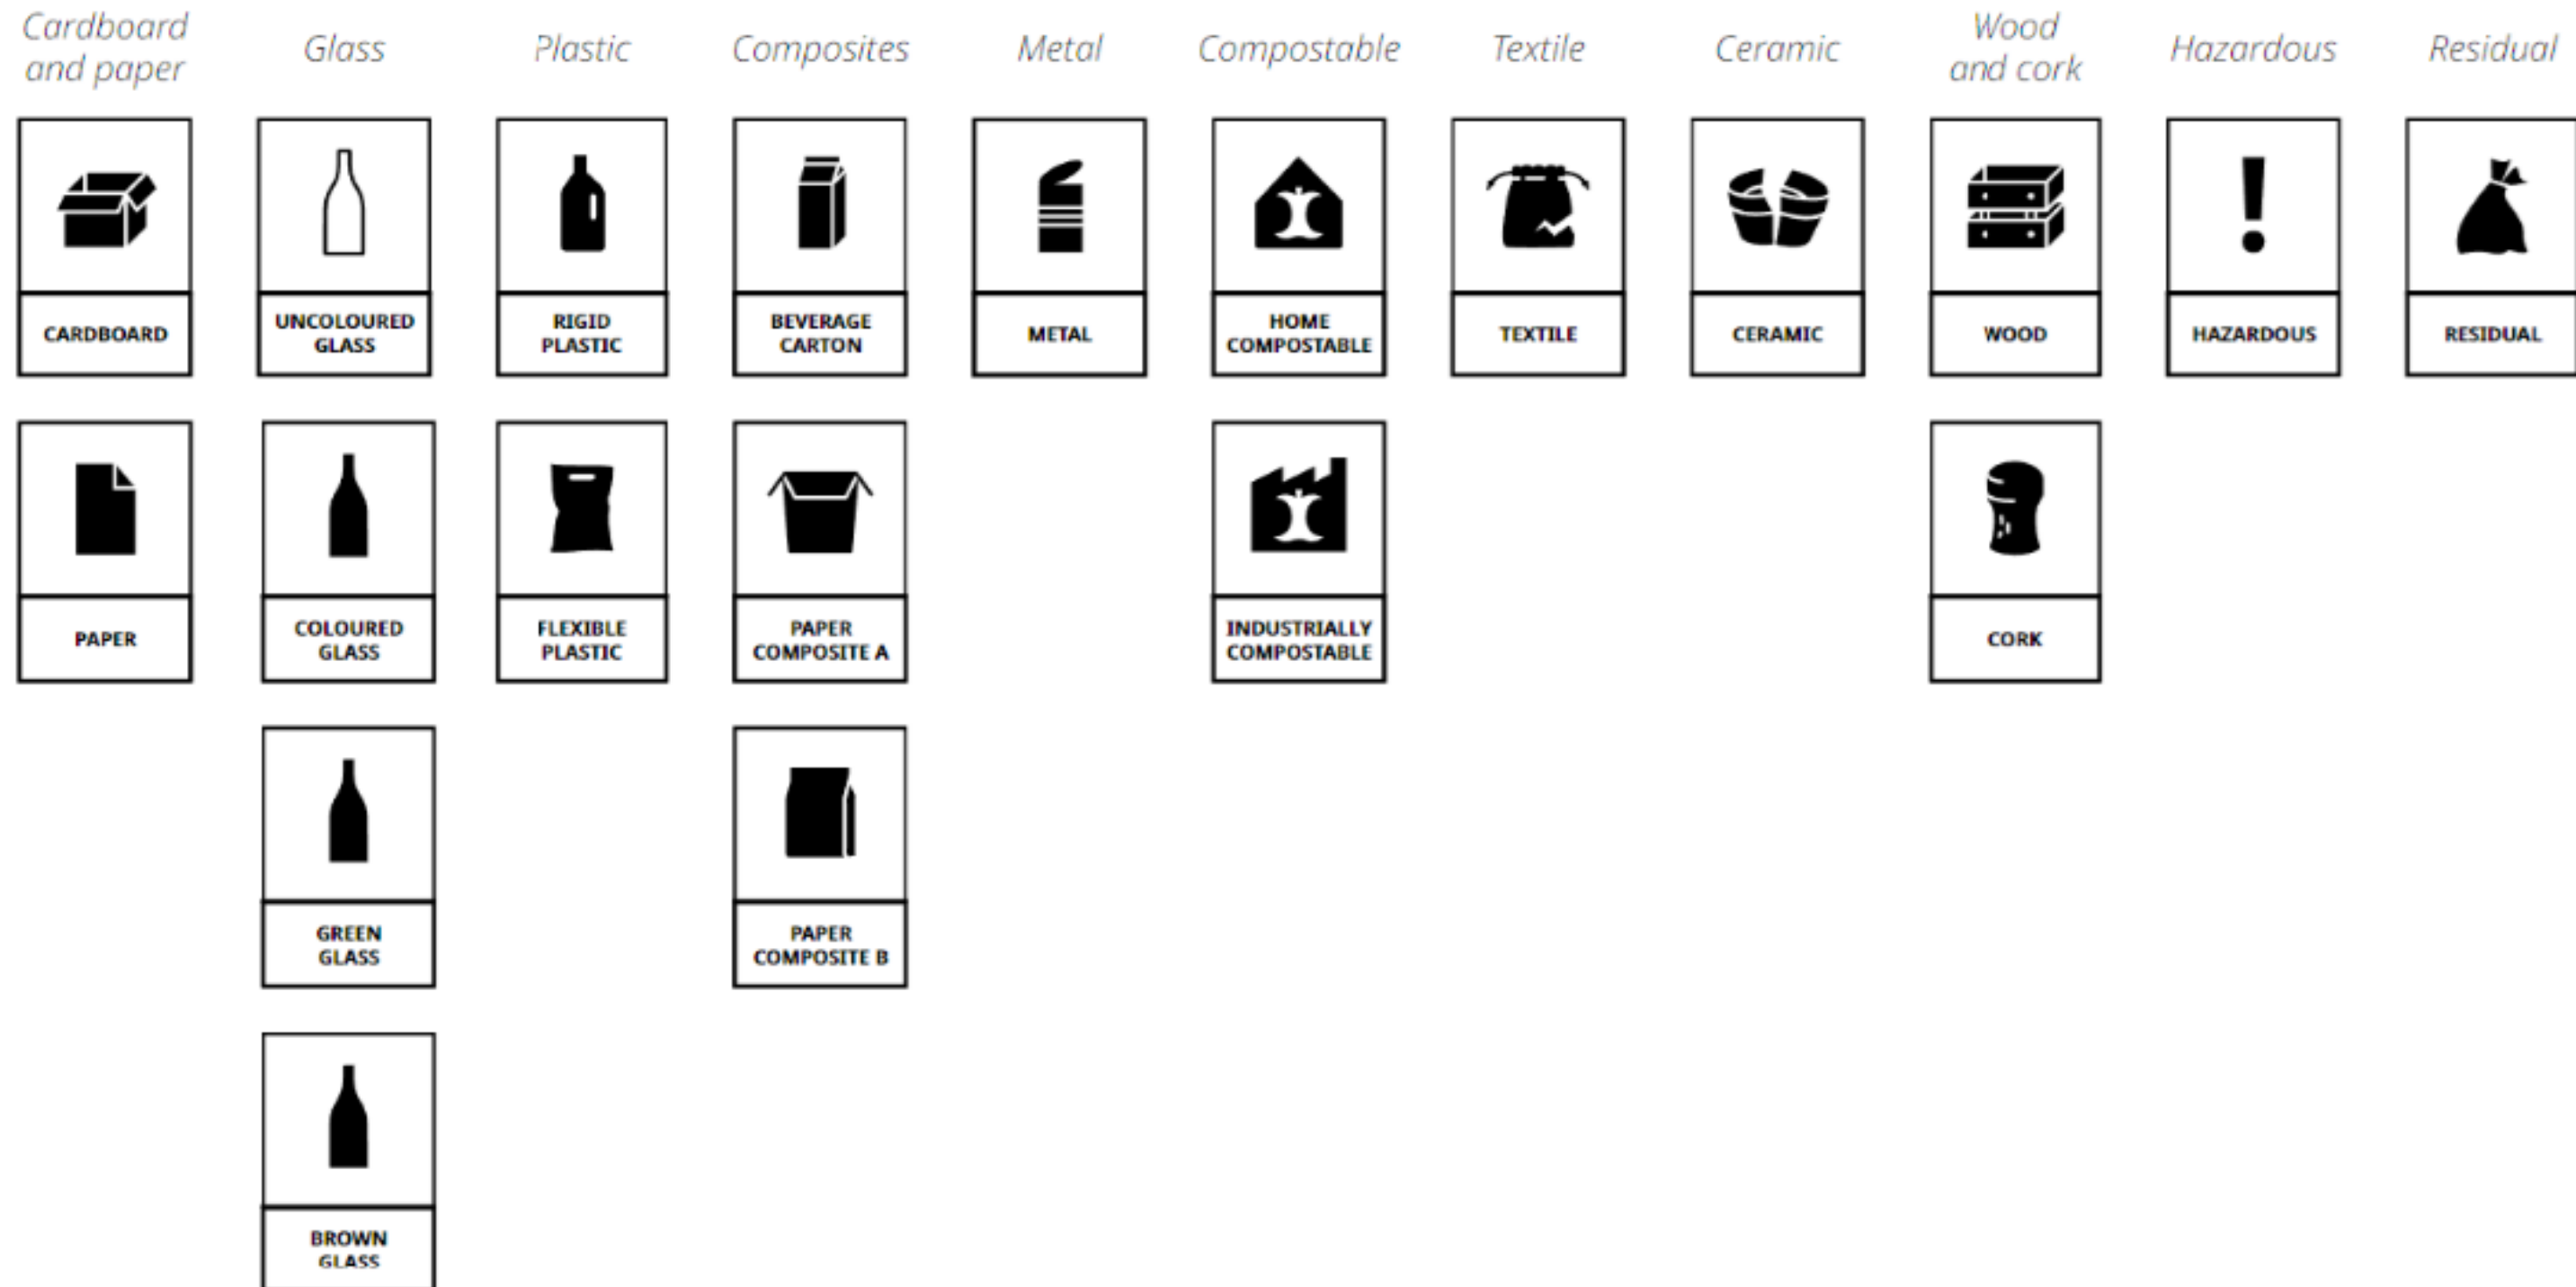 Cardboard
and paper
Glass
Plastic
Composites
Metal
Compostable
Textile
Ceramic
Wood
and cork
Hazardous
Residual
CARDBOARD
UNCOLOURED
GLASS
RIGID
PLASTIC
BEVERAGE
CARTON
METAL
HOME
COMPOSTABLE
TEXTILE
CERAMIC
WOOD
HAZARDOUS
RESIDUAL
PAPER
COLOURED
GLASS
FLEXIBLE
PLASTIC
PAPER
COMPOSITE A
INDUSTRIALLY
COMPOSTABLE
CORK
GREEN
GLASS
PAPER
COMPOSITE B
BROWN
GLASS